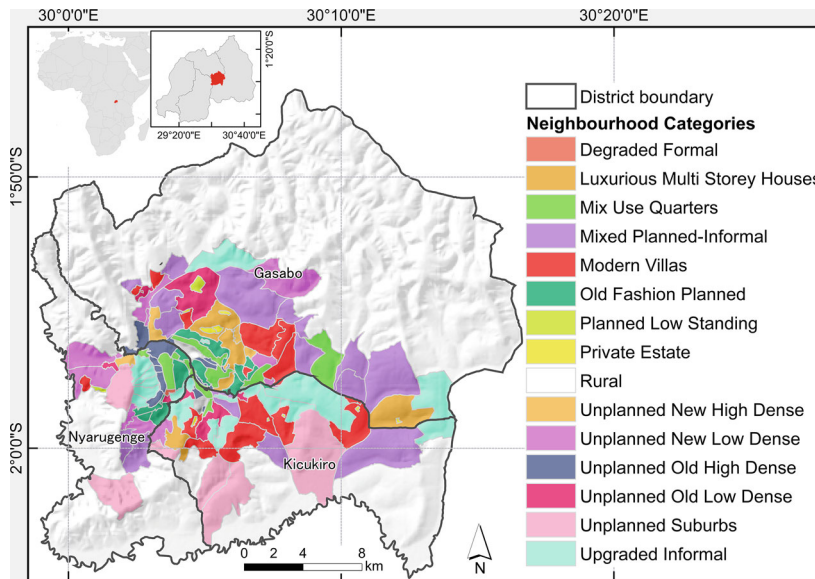 30°0'0"E 30°10'0"E 30°20'0"E
1°50'0"S
2°0'0"S
1°20'0"S
29°20'0"E 30°40'0"E
Gasabo
Nyarugenge
Kicukiro
0 2 4 8
km
N
District boundary
Neighbourhood Categories
Degraded Formal
Luxurious Multi Storey Houses
Mix Use Quarters
Mixed Planned-Informal
Modern Villas
Old Fashion Planned
Planned Low Standing
Private Estate
Rural
Unplanned New High Dense
Unplanned New Low Dense
Unplanned Old High Dense
Unplanned Old Low Dense
Unplanned Suburbs
Upgraded Informal